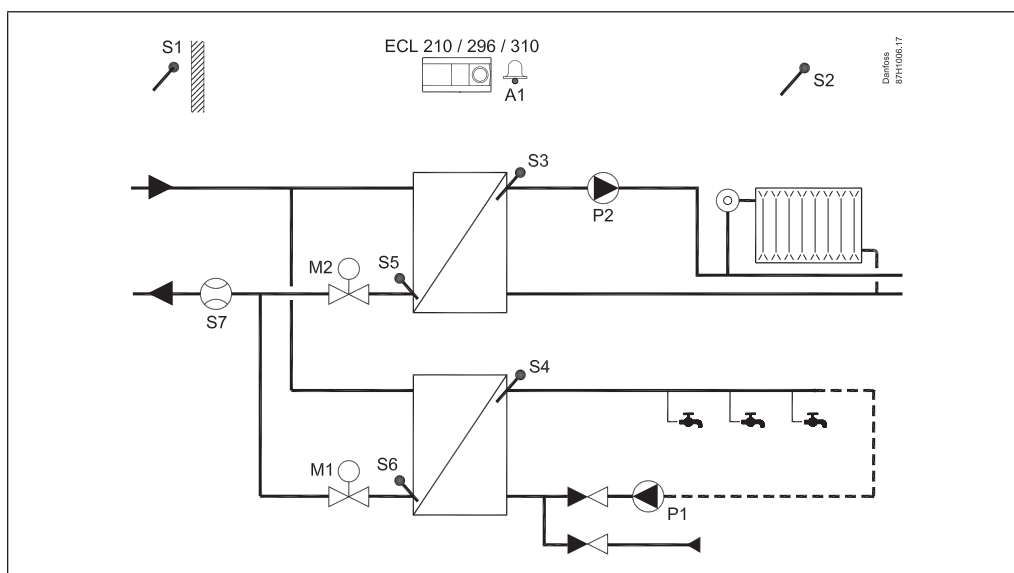 S1
ECL 210 / 296 / 310
A1
S2
Danfoss
87H1006.17
S3
P2
M2
S5
S7
S4
M1
S6
P1